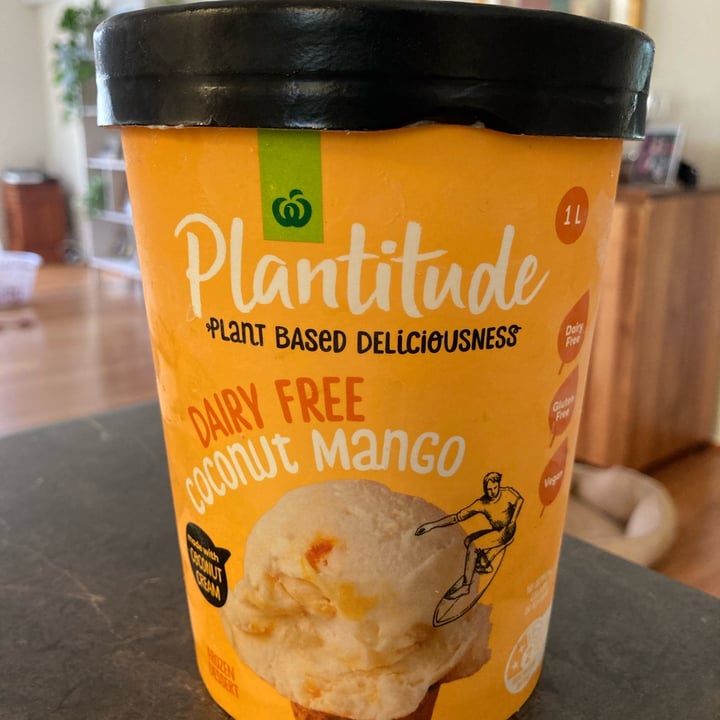 1 L
Plantitude
PLANT BASED DELICIOUSNESS
Dairy
Free
DAIRY FREE
COCONUT MANGO
Gluten
Free
Vegan
made with
COCONUT
CREAM
FROZEN
DESSERT